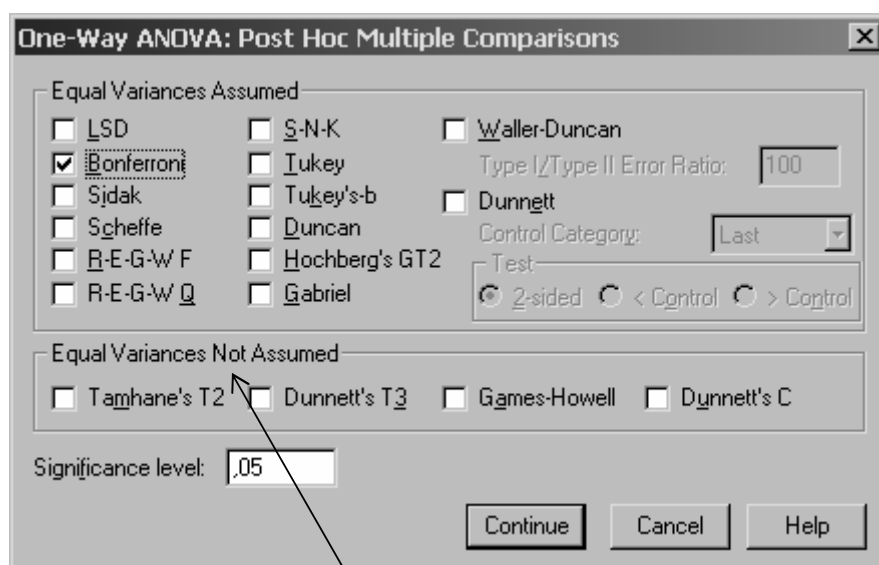 One-Way ANOVA: Post Hoc Multiple Comparisons
Equal Variances Assumed
LSD
Bonferroni
Sidak
Scheffe
R-E-G-W F
R-E-G-W Q
S-N-K
Tukey
Tukey's-b
Duncan
Hochberg's GT2
Gabriel
Waller-Duncan
Type I/Type II Error Ratio: 100
Dunnett
Control Category: Last
Test
2-sided < Control > Control
Equal Variances Not Assumed
Tamhane's T2 Dunnett's T3 Games-Howell Dunnett's C
Significance level: ,05
Continue Cancel Help